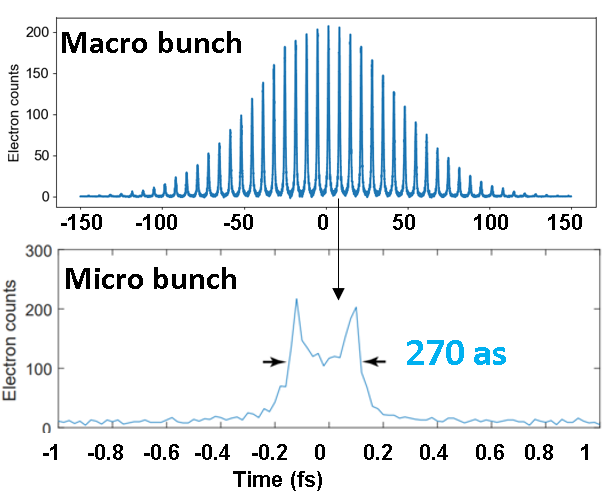 Macro bunch
Electron counts
200
150
100
50
0
-150 -100 -50 0 50 100 150
Micro bunch
Electron counts
300
200
100
0
270 as
-1 -0.8 -0.6 -0.4 -0.2 0 0.2 0.4 0.6 0.8 1
Time (fs)